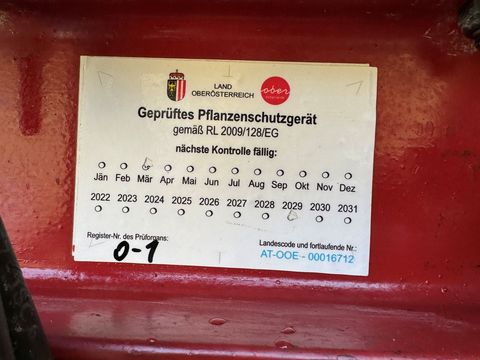 LAND
OBERÖSTERREICH
ober
Geprüftes Pflanzenschutzgerät
gemäß RL 2009/128/EG
nächste Kontrolle fällig:
Jän Feb Mär Apr Mai Jun Jul Aug Sep Okt Nov Dez
2022 2023 2024 2025 2026 2027 2028 2029 2030 2031
Register-Nr. des Prüforgans:
0-1
Landescode und fortlaufende Nr.:
AT-OOE - 00016712